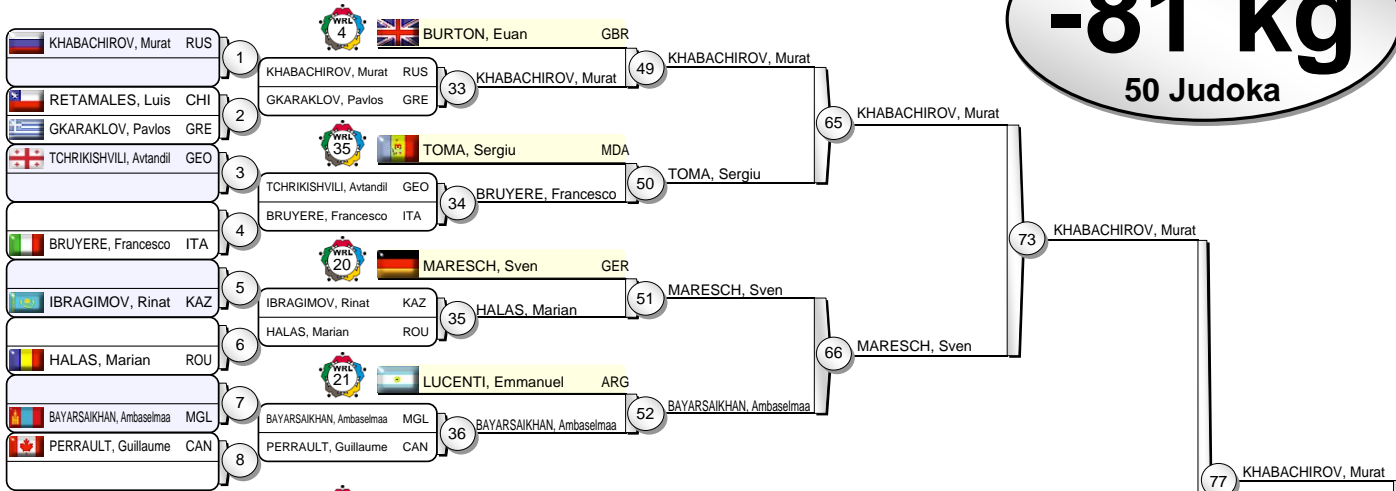 -81 kg
50 Judoka
KHABACHIROV, Murat RUS
1
RETAMALES, Luis CHI
2
GKARAKLOV, Pavlos GRE
TCHRIKISHVILI, Avtandil GEO
3
4
BRUYERE, Francesco ITA
5
IBRAGIMOV, Rinat KAZ
6
HALAS, Marian ROU
7
BAYARSAIKHAN, Ambaselmaa MGL
PERRAULT, Guillaume CAN
8
WRL
4
BURTON, Euan GBR
KHABACHIROV, Murat RUS
GKARAKLOV, Pavlos GRE
33
KHABACHIROV, Murat
WRL
35
TOMA, Sergiu MDA
TCHRIKISHVILI, Avtandil GEO
BRUYERE, Francesco ITA
34
BRUYERE, Francesco
WRL
20
MARESCH, Sven GER
IBRAGIMOV, Rinat KAZ
HALAS, Marian ROU
35
HALAS, Marian
WRL
21
LUCENTI, Emmanuel ARG
BAYARSAIKHAN, Ambaselmaa MGL
PERRAULT, Guillaume CAN
36
BAYARSAIKHAN, Ambaselmaa
49
KHABACHIROV, Murat
50
TOMA, Sergiu
51
MARESCH, Sven
52
BAYARSAIKHAN, Ambaselmaa
65
KHABACHIROV, Murat
66
MARESCH, Sven
73
KHABACHIROV, Murat
77
KHABACHIROV, Murat